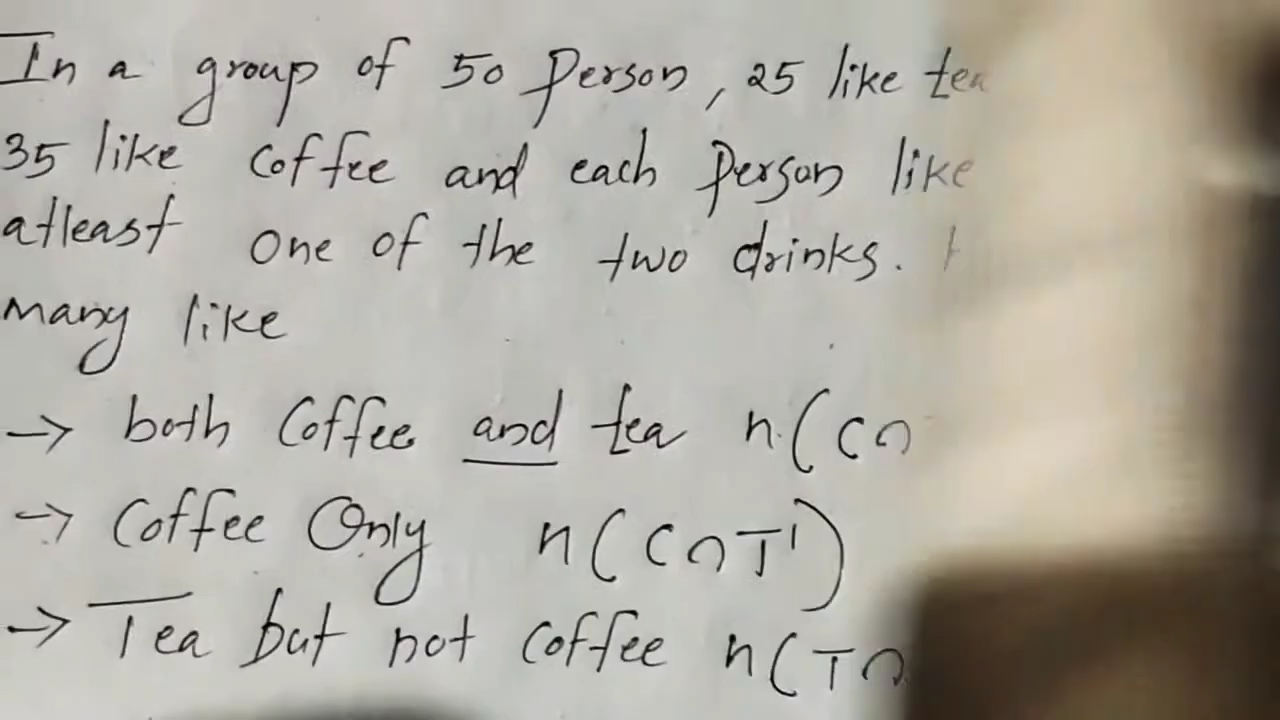 In a group of 50 Person, 25 like tea
35 like Coffee and each Person like
atleast one of the two drinks.
many like
→ both Coffee and tea n(C∩
→ Coffee Only n(C∩T')
→ Tea but not Coffee n(T∩